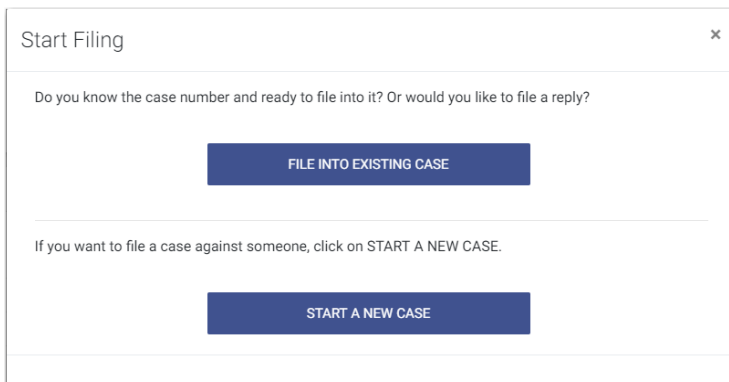 Start Filing
×
Do you know the case number and ready to file into it? Or would you like to file a reply?
FILE INTO EXISTING CASE
If you want to file a case against someone, click on START A NEW CASE.
START A NEW CASE